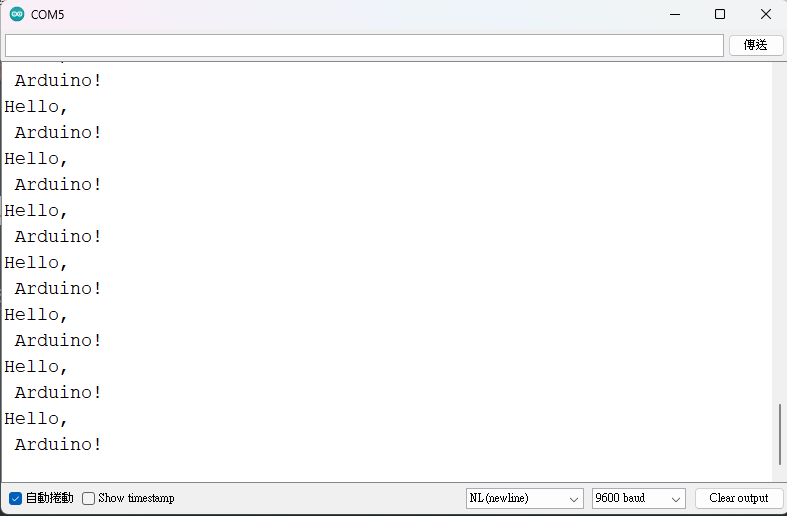 COM5
傳送
Arduino!
Hello,
Arduino!
Hello,
Arduino!
Hello,
Arduino!
Hello,
Arduino!
Hello,
Arduino!
Hello,
Arduino!
Hello,
Arduino!
自動捲動
Show timestamp
NL(newline)
9600 baud
Clear output